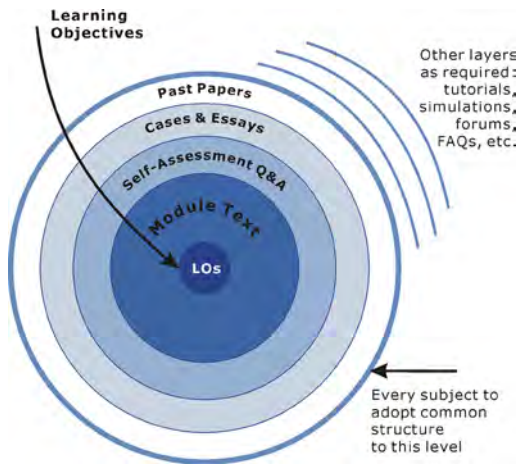 Learning
Objectives
Other layers
as required:
tutorials,
simulations,
forums,
FAQs, etc.
Past Papers
Cases & Essays
Self-Assessment Q&A
Module Text
LOs
Every subject to
adopt common
structure
to this level